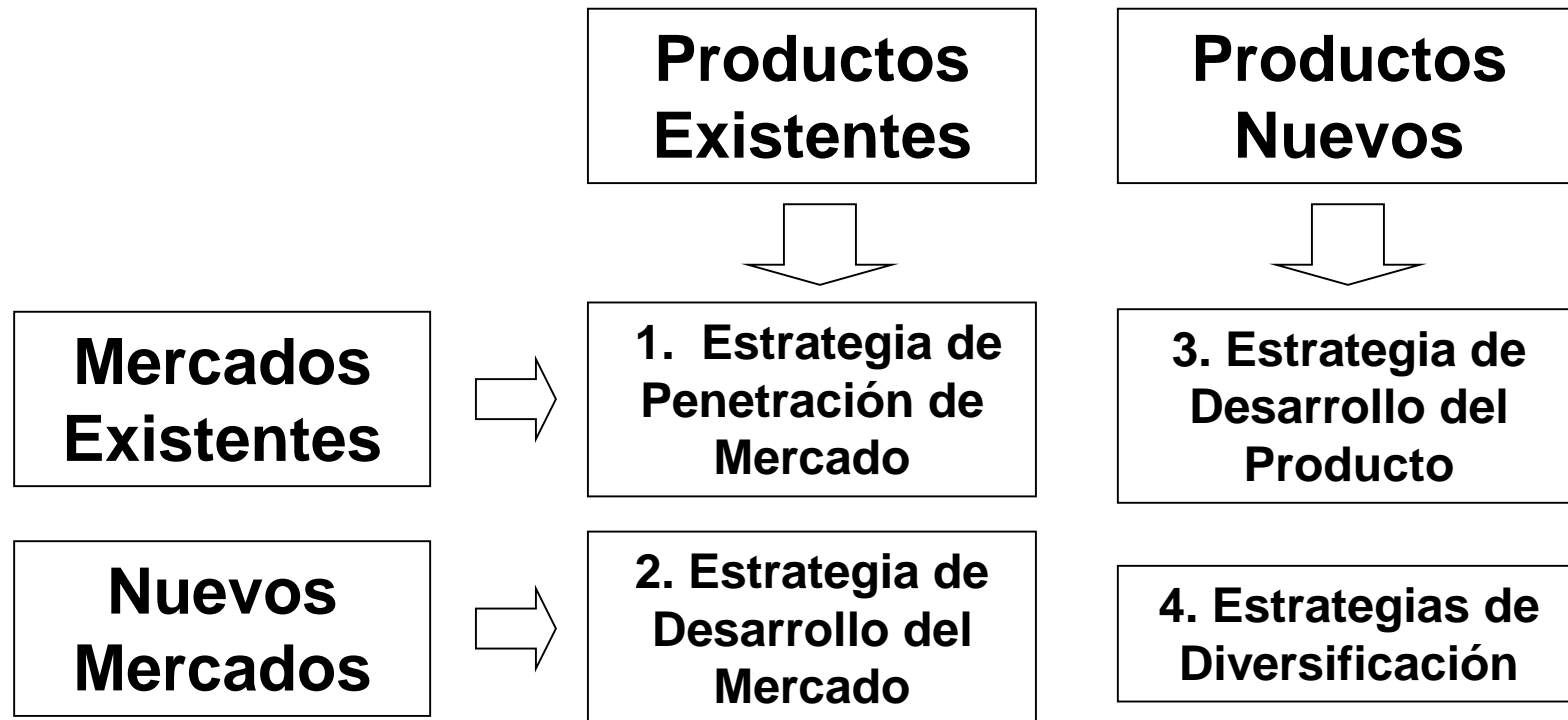 Productos
Existentes
Productos
Nuevos
Mercados
Existentes
1. Estrategia de
Penetración de
Mercado
3. Estrategia de
Desarrollo del
Producto
Nuevos
Mercados
2. Estrategia de
Desarrollo del
Mercado
4. Estrategias de
Diversificación